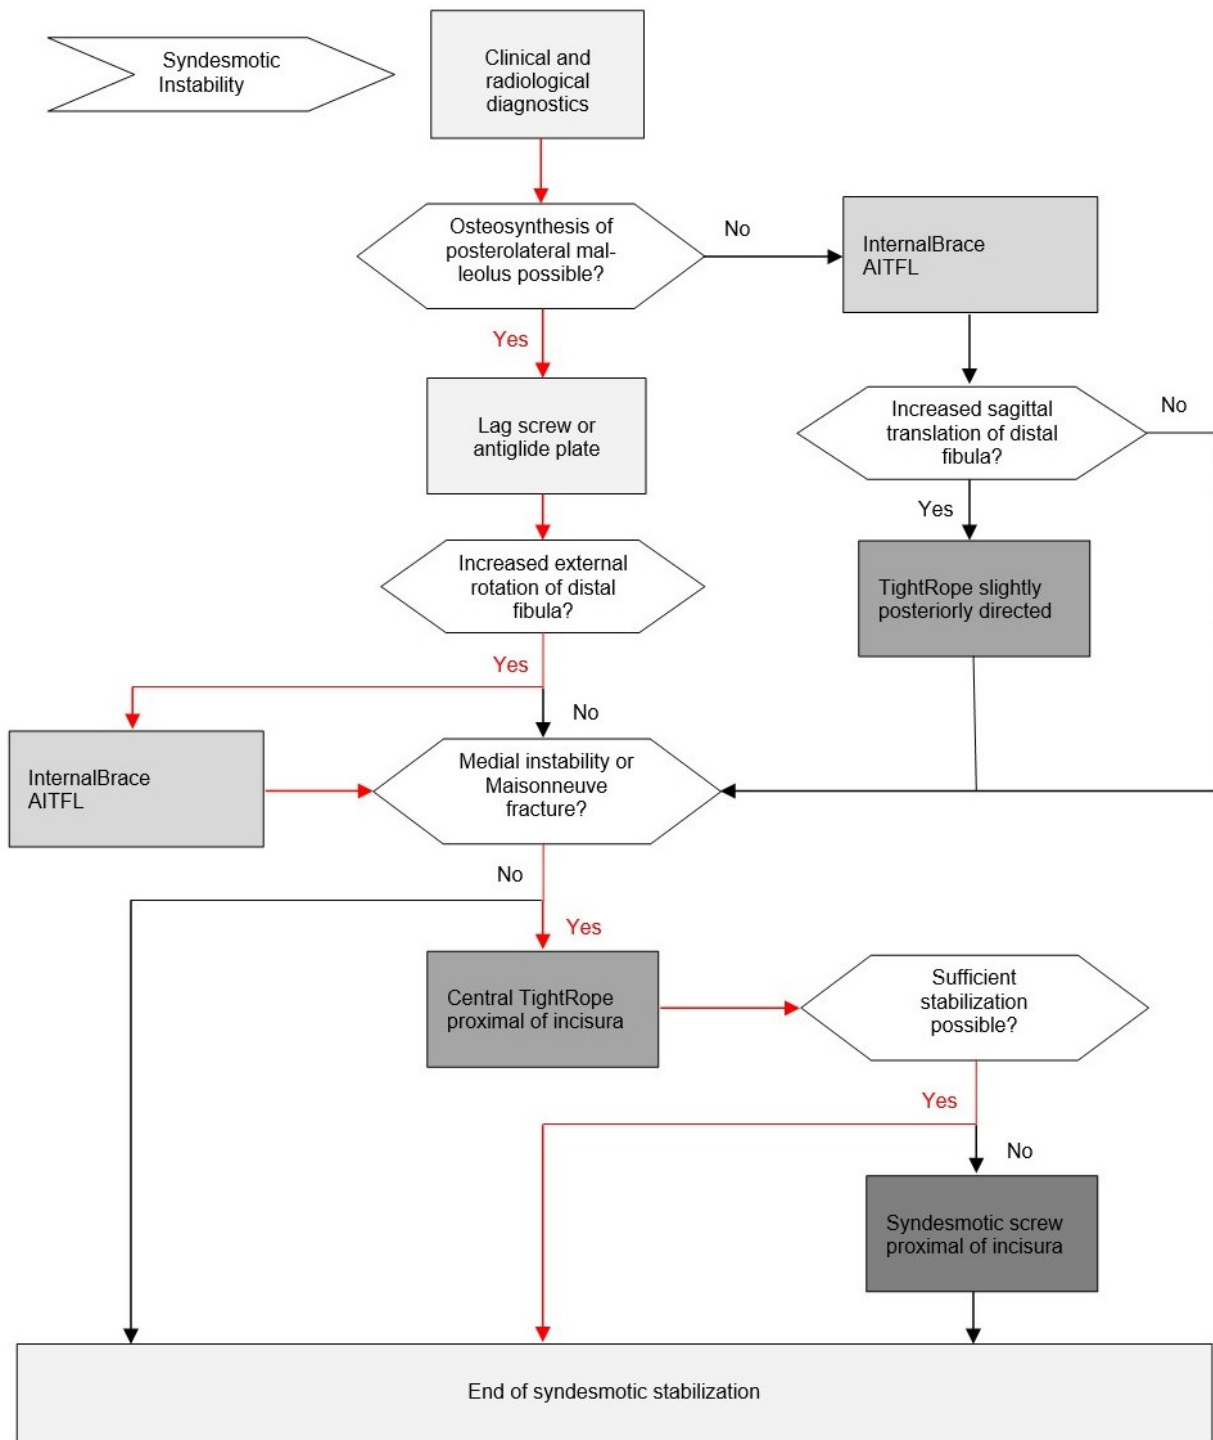 Syndesmotic
Instability
Clinical and
radiological
diagnostics
Osteosynthesis of
posterolateral mal-
leolus possible?
No
InternalBrace
AITFL
Yes
Lag screw or
antiglide plate
Increased sagittal
translation of distal
fibula?
No
Yes
TightRope slightly
posteriorly directed
Increased external
rotation of distal
fibula?
Yes
No
InternalBrace
AITFL
Medial instability or
Maisonneuve
fracture?
No
Yes
Central TightRope
proximal of incisura
Sufficient
stabilization
possible?
Yes
No
Syndesmotic screw
proximal of incisura
End of syndesmotic stabilization